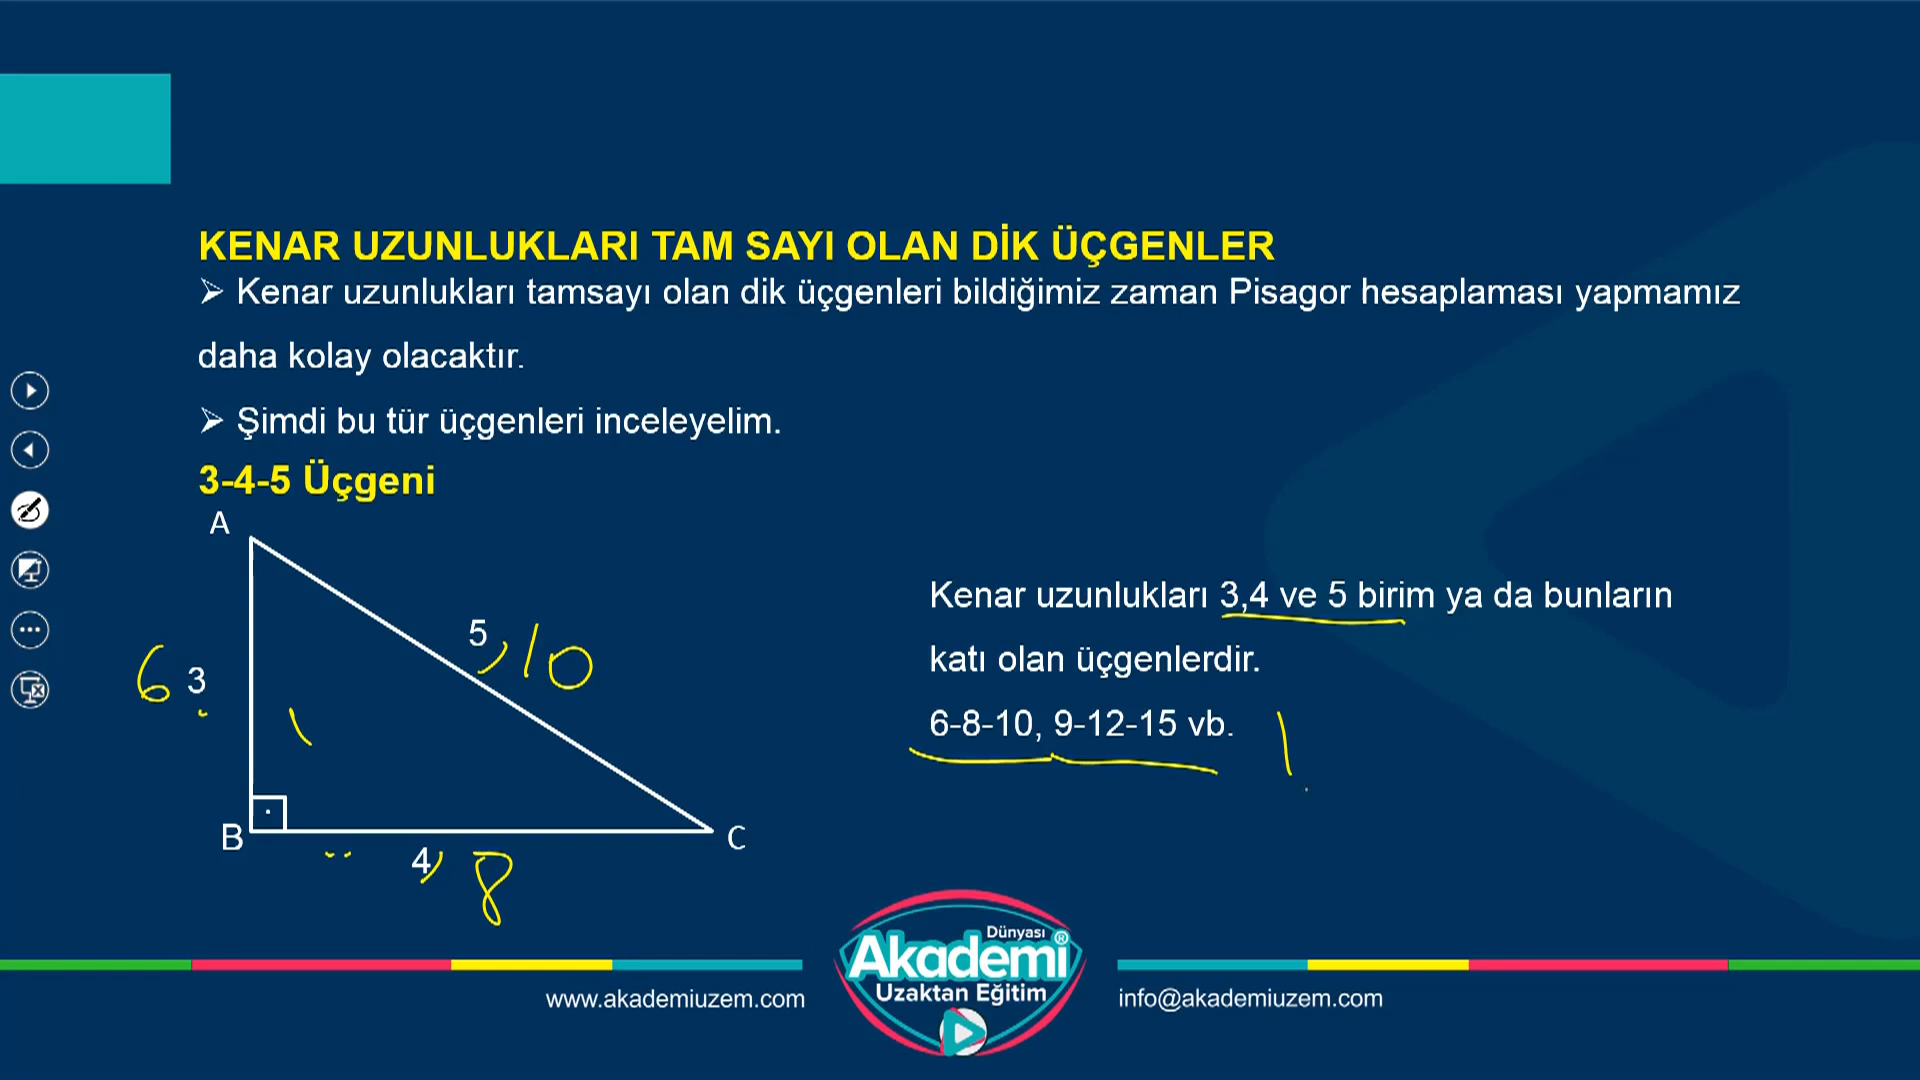 KENAR UZUNLUKLARI TAM SAYI OLAN DİK ÜÇGENLER
➢ Kenar uzunlukları tamsayı olan dik üçgenleri bildiğimiz zaman Pisagor hesaplaması yapmamız
daha kolay olacaktır.
➢ Şimdi bu tür üçgenleri inceleyelim.
3-4-5 Üçgeni
A
5, 10
6 3
B
C
4, 8
Kenar uzunlukları 3,4 ve 5 birim ya da bunların
katı olan üçgenlerdir.
6-8-10, 9-12-15 vb.
Dünyası
Akademi®
Uzaktan Eğitim
www.akademiuzem.com
info@akademiuzem.com